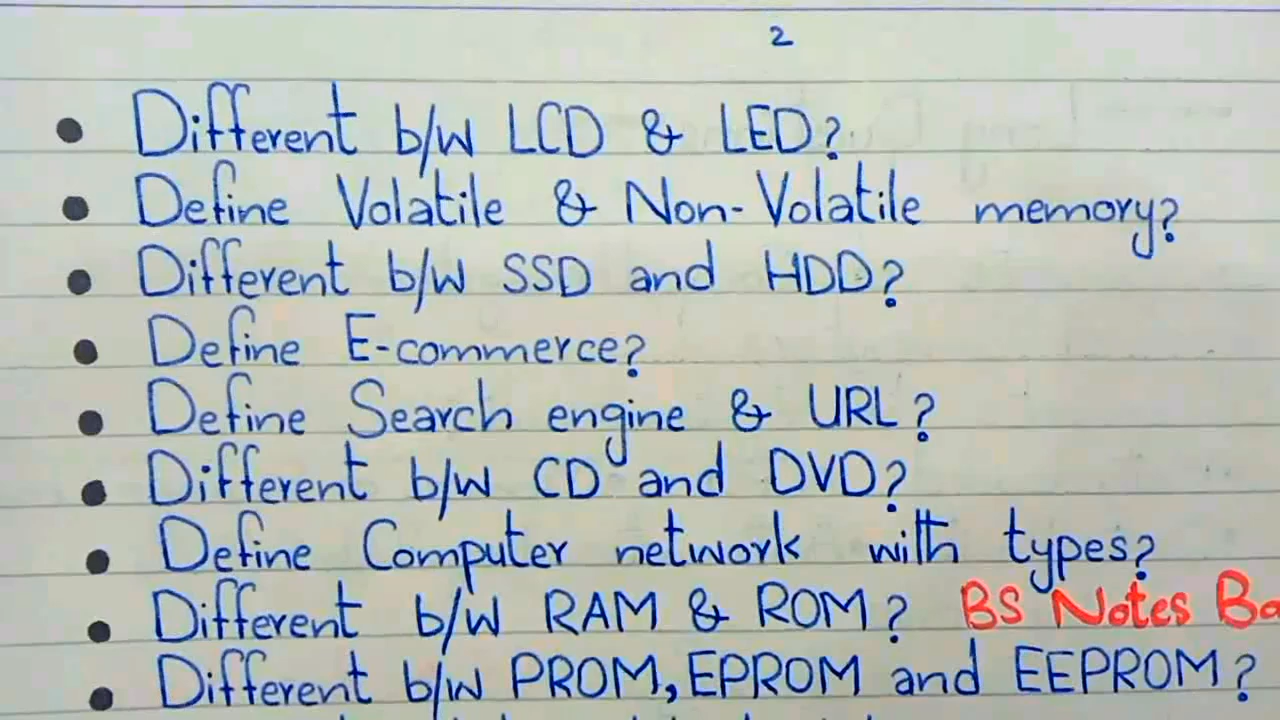 2
• Different b/w LCD & LED?
• Define Volatile & Non-Volatile memory?
• Different b/w SSD and HDD?
• Define E-commerce?
• Define Search engine & URL?
• Different b/w CD and DVD?
• Define Computer network with types?
• Different b/w RAM & ROM? BS Notes
• Different b/w PROM, EPROM and EEPROM?